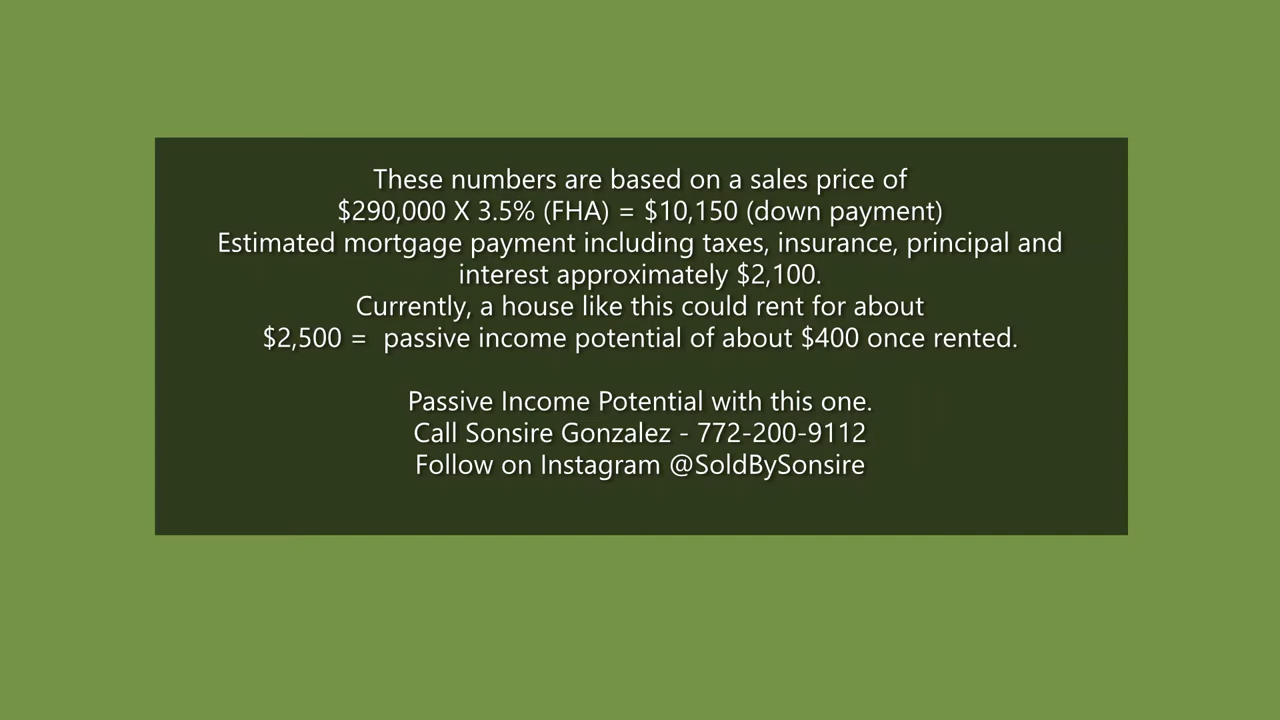 These numbers are based on a sales price of
$290,000 X 3.5% (FHA) = $10,150 (down payment)
Estimated mortgage payment including taxes, insurance, principal and
interest approximately $2,100.
Currently, a house like this could rent for about
$2,500 =  passive income potential of about $400 once rented.
Passive Income Potential with this one.
Call Sonsire Gonzalez - 772-200-9112
Follow on Instagram @SoldBySonsire